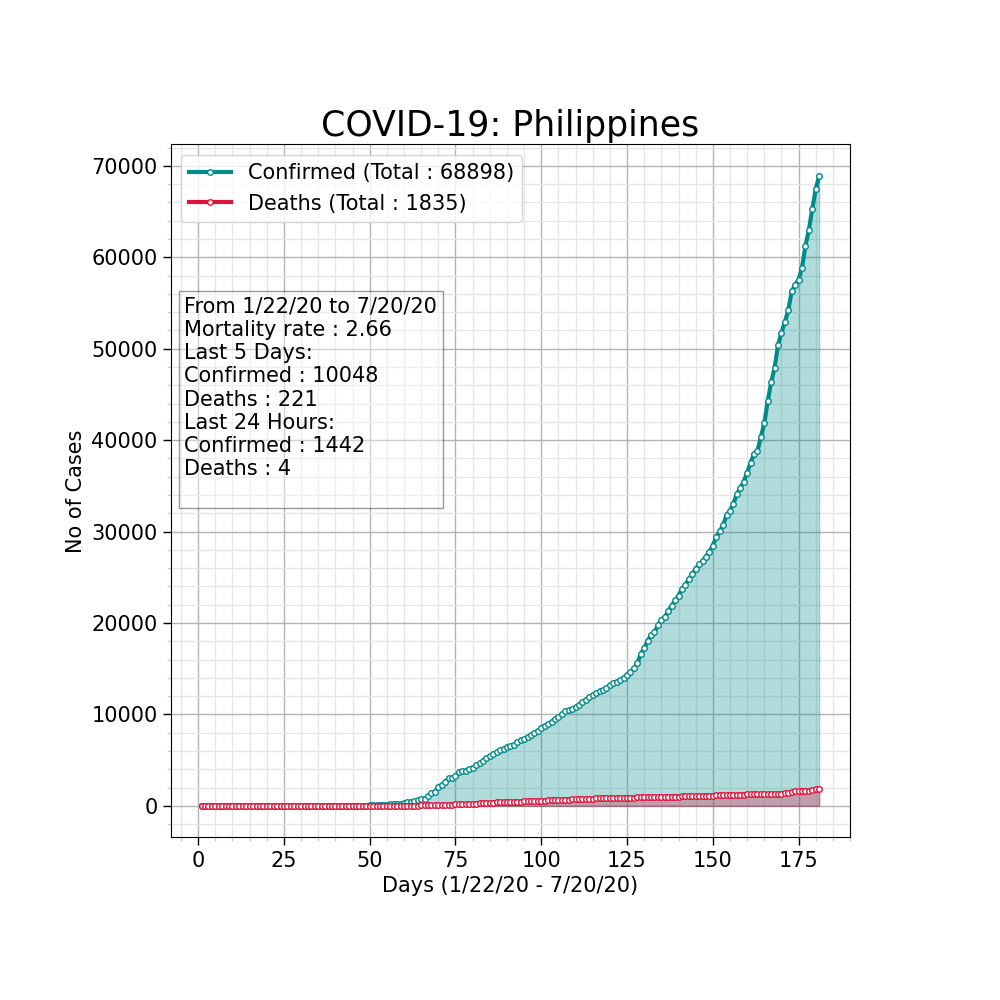 COVID-19: Philippines
Confirmed (Total : 68898)
Deaths (Total : 1835)
From 1/22/20 to 7/20/20
Mortality rate : 2.66
Last 5 Days:
Confirmed : 10048
Deaths : 221
Last 24 Hours:
Confirmed : 1442
Deaths : 4
No of Cases
70000
60000
50000
40000
30000
20000
10000
0
0 25 50 75 100 125 150 175
Days (1/22/20 - 7/20/20)